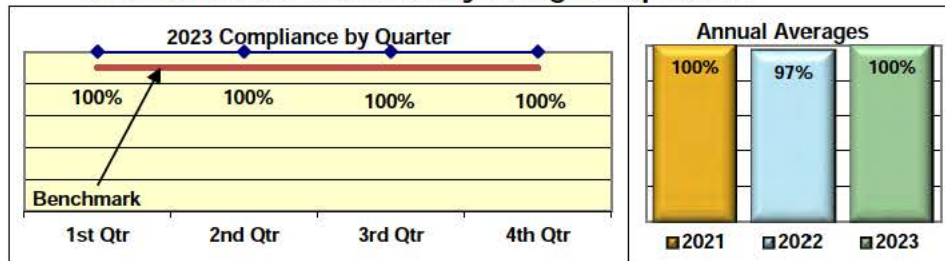 2023 Compliance by Quarter
100% 100% 100% 100%
Benchmark
1st Qtr 2nd Qtr 3rd Qtr 4th Qtr
Annual Averages
100% 97% 100%
2021 2022 2023